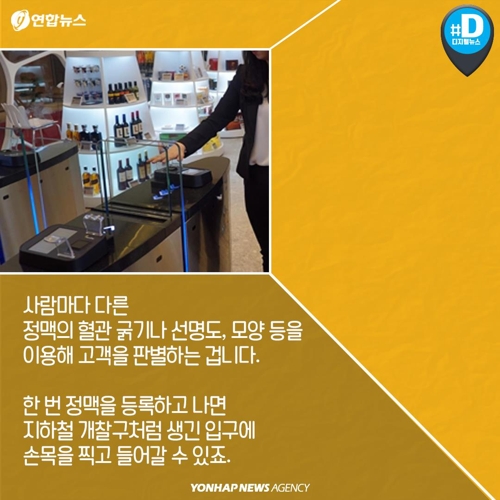 연합뉴스
#D
디지털뉴스
사람마다 다른
정맥의 혈관 굵기나 선명도, 모양 등을
이용해 고객을 판별하는 겁니다.
한 번 정맥을 등록하고 나면
지하철 개찰구처럼 생긴 입구에
손목을 찍고 들어갈 수 있죠.
YONHAP NEWS AGENCY